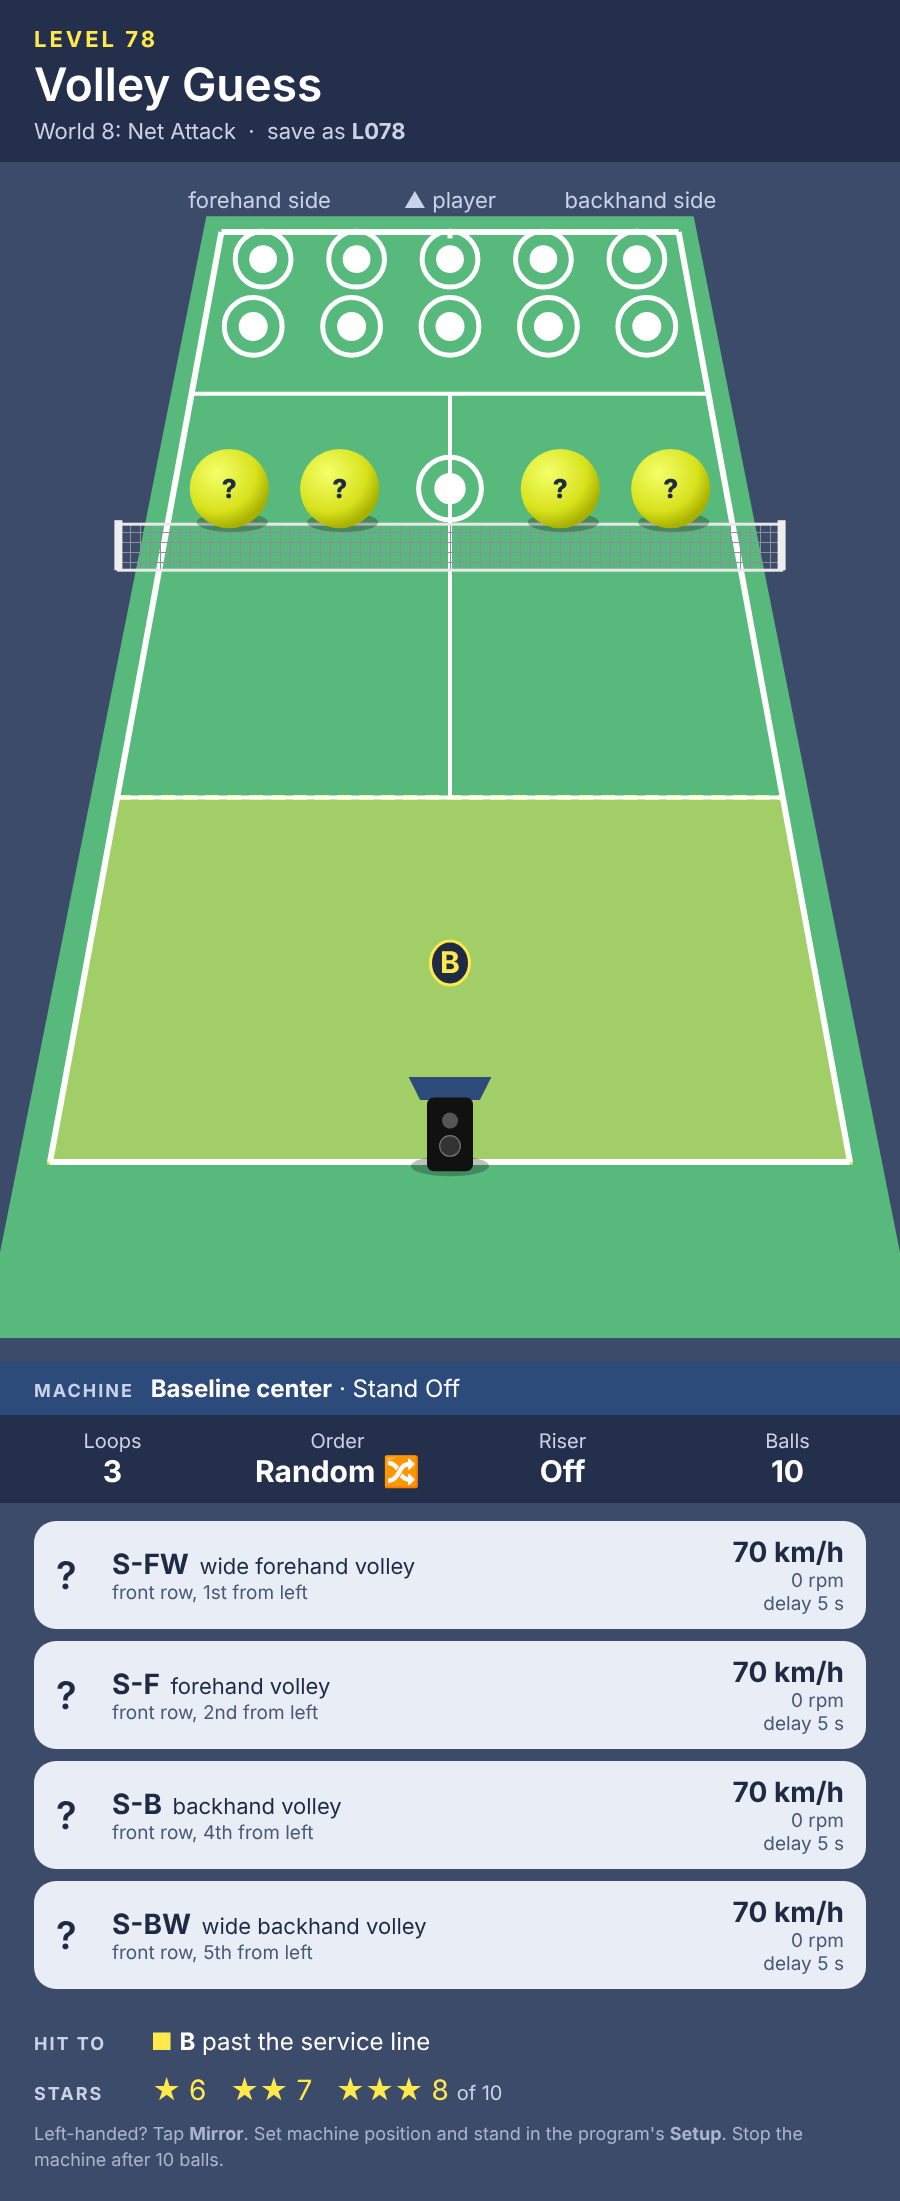 LEVEL 78
Volley Guess
World 8: Net Attack · save as L078
forehand side ▲ player backhand side
? ? ? ?
B
MACHINE Baseline center · Stand Off
Loops Order Riser Balls
3 Random 🔀 Off 10
? S-FW wide forehand volley 70 km/h
front row, 1st from left 0 rpm
delay 5 s
? S-F forehand volley 70 km/h
front row, 2nd from left 0 rpm
delay 5 s
? S-B backhand volley 70 km/h
front row, 4th from left 0 rpm
delay 5 s
? S-BW wide backhand volley 70 km/h
front row, 5th from left 0 rpm
delay 5 s
HIT TO B past the service line
STARS ★ 6 ★★ 7 ★★★ 8 of 10
Left-handed? Tap Mirror. Set machine position and stand in the program's Setup. Stop the
machine after 10 balls.